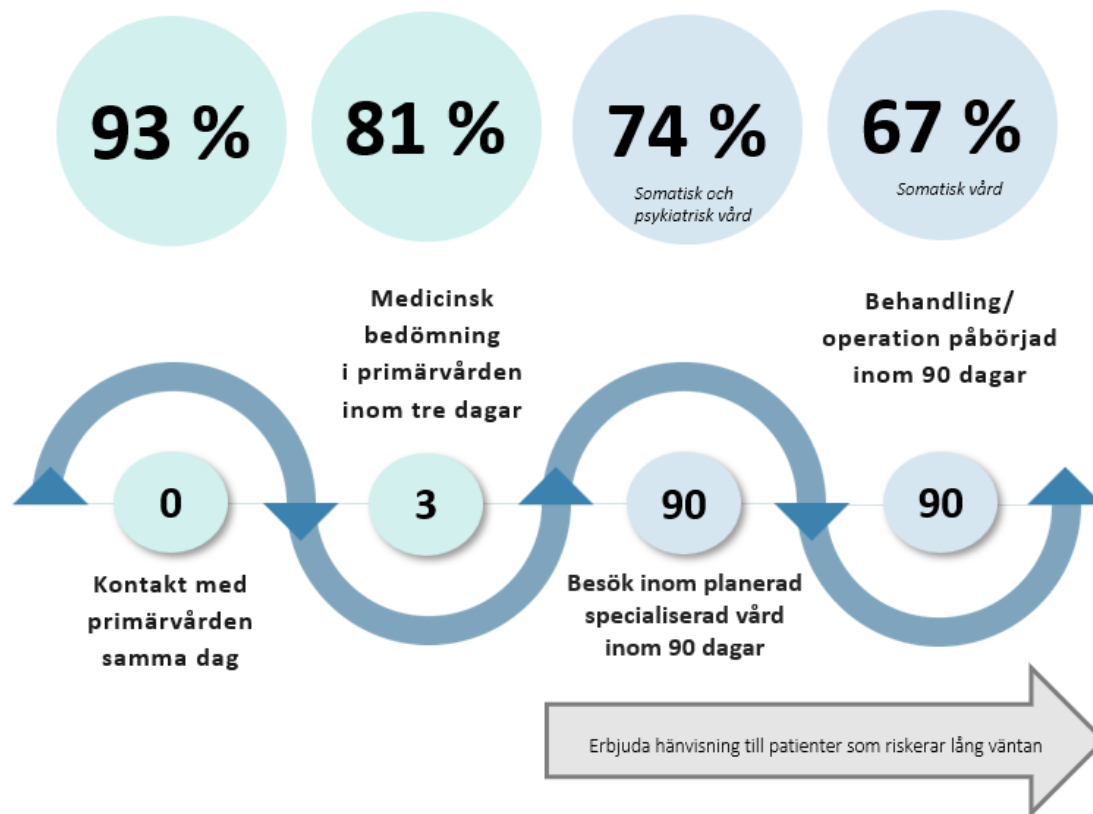 93 %
81 %
74 %
Somatisk och
psykiatrisk vård
67 %
Somatisk vård
Medicinsk
bedömning
i primärvården
inom tre dagar
Behandling/
operation påbörjad
inom 90 dagar
0
3
90
90
Kontakt med
primärvården
samma dag
Besök inom planerad
specialiserad vård
inom 90 dagar
Erbjuda hänvisning till patienter som riskerar lång väntan